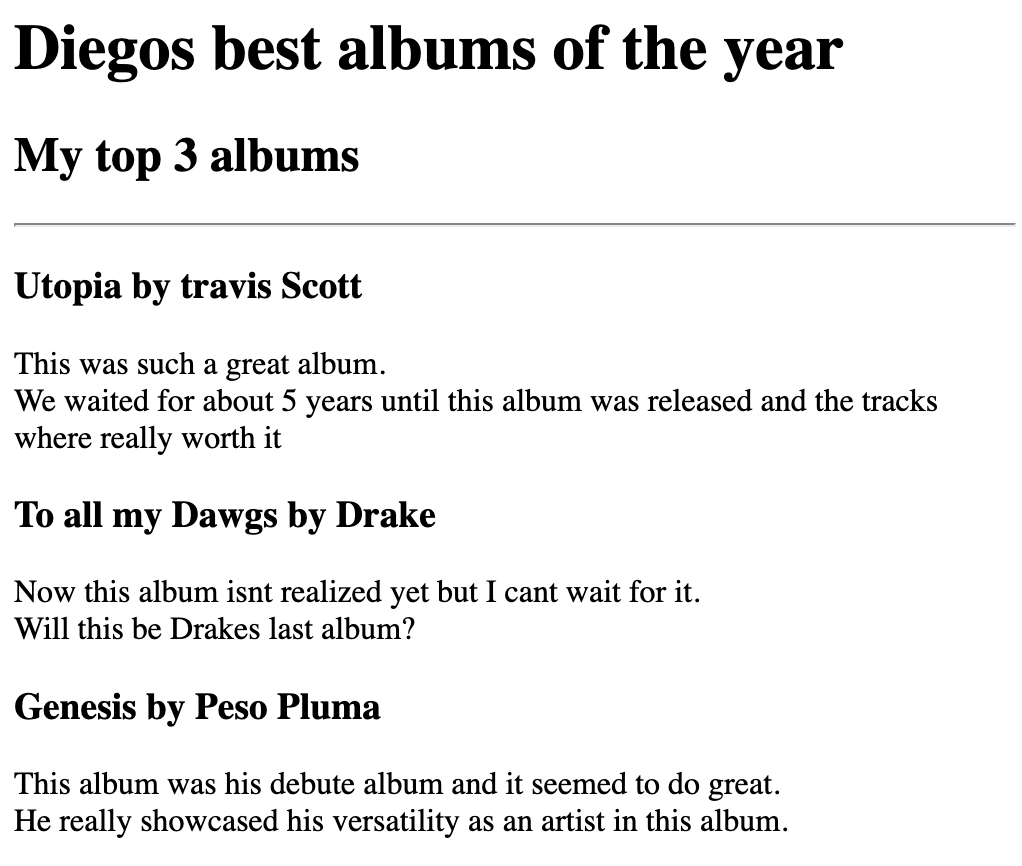 Diegos best albums of the year
My top 3 albums
Utopia by travis Scott
This was such a great album.
We waited for about 5 years until this album was released and the tracks
where really worth it
To all my Dawgs by Drake
Now this album isnt realized yet but I cant wait for it.
Will this be Drakes last album?
Genesis by Peso Pluma
This album was his debute album and it seemed to do great.
He really showcased his versatility as an artist in this album.